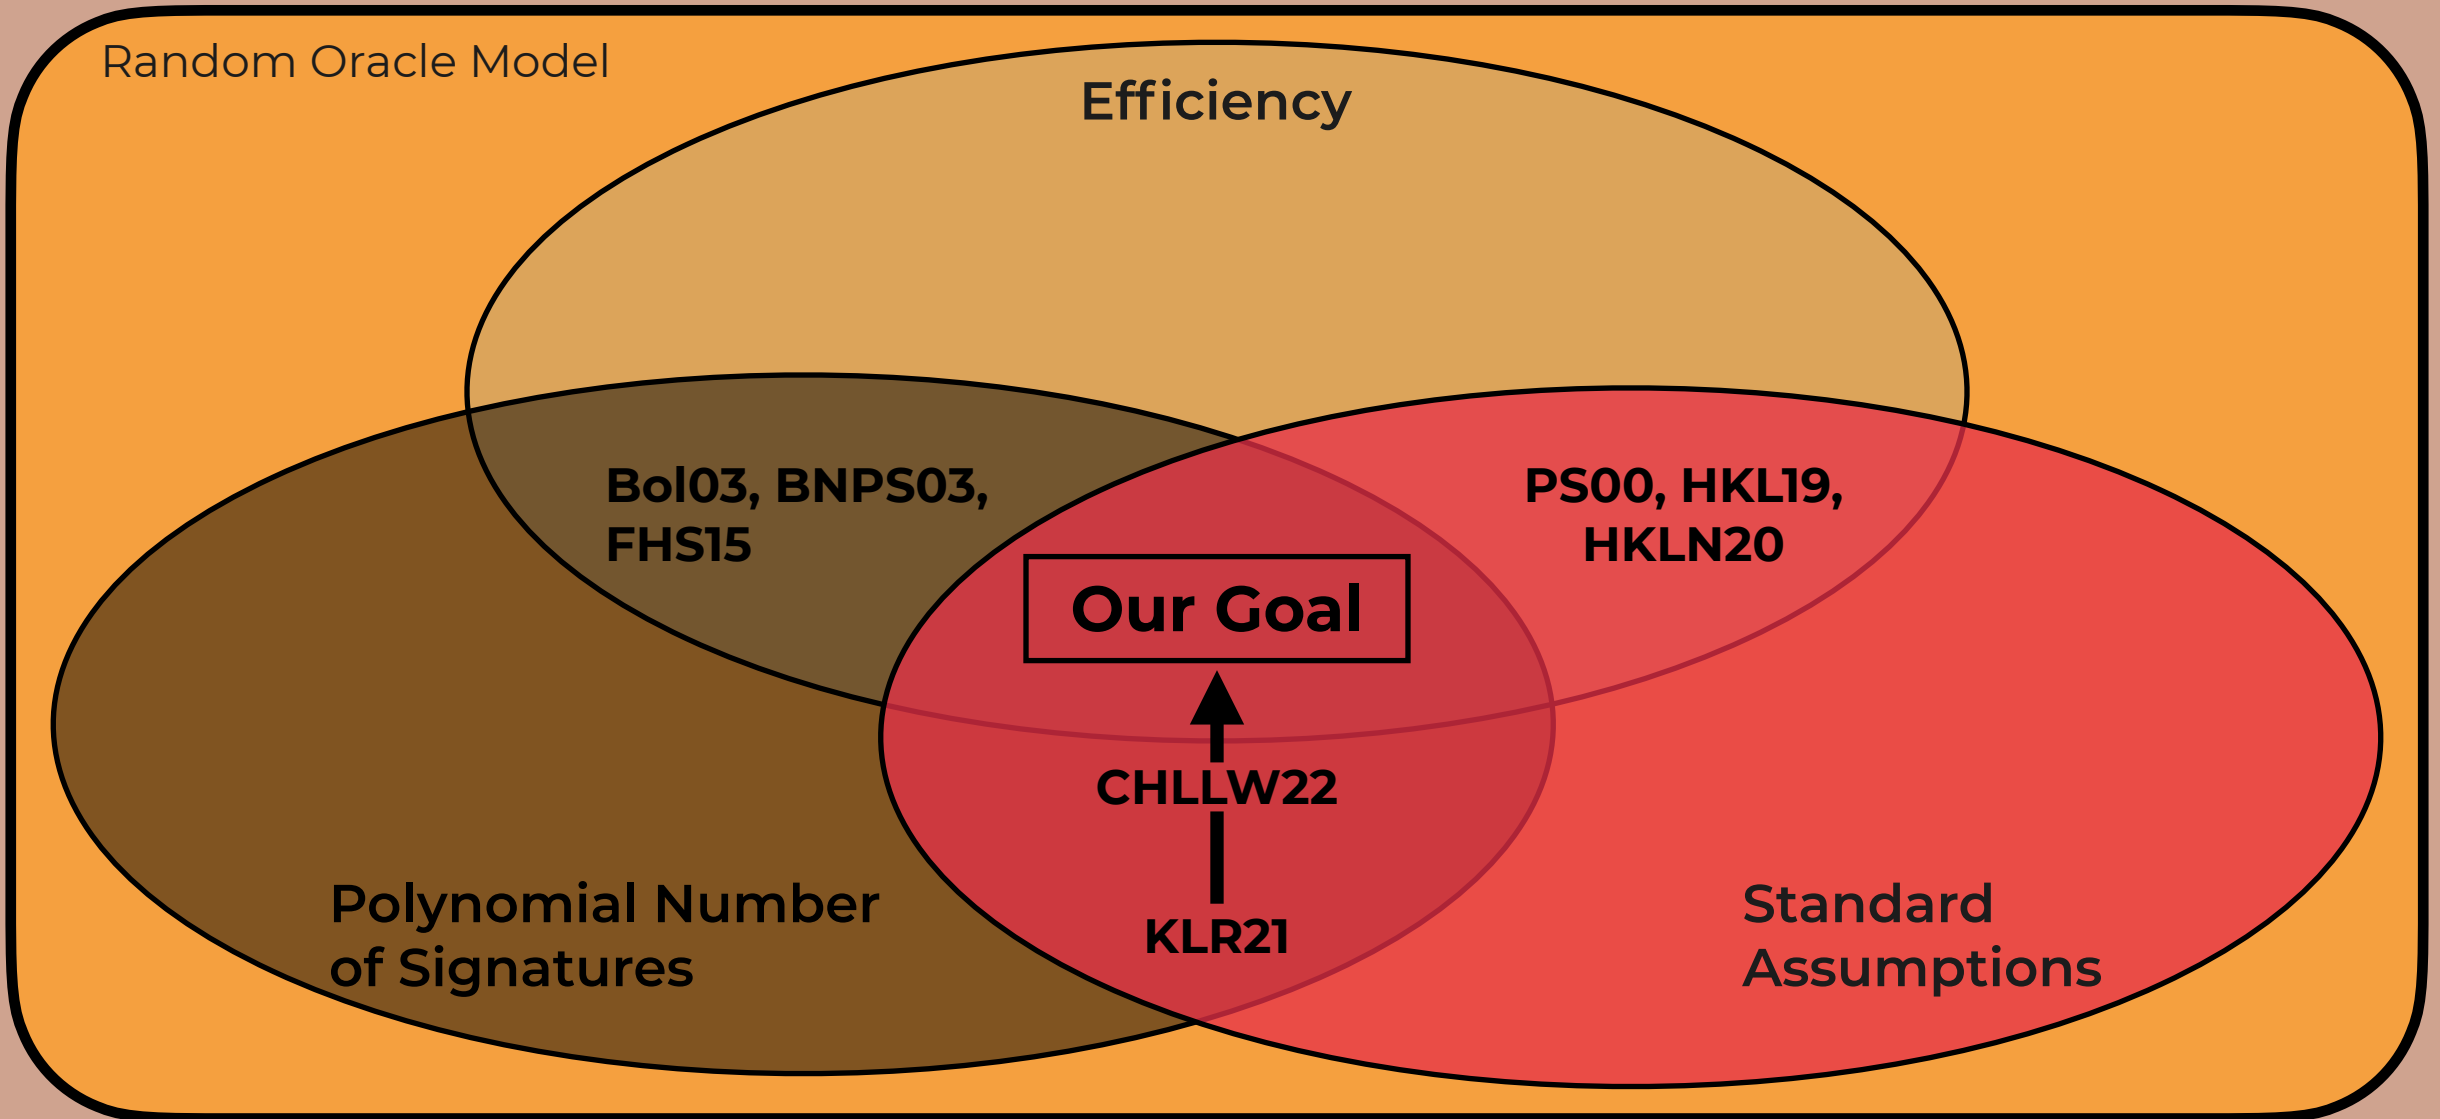 Random Oracle Model
Efficiency
Bol03, BNPS03,
FHS15
PS00, HKL19,
HKLN20
Our Goal
CHLLW22
KLR21
Polynomial Number
of Signatures
Standard
Assumptions